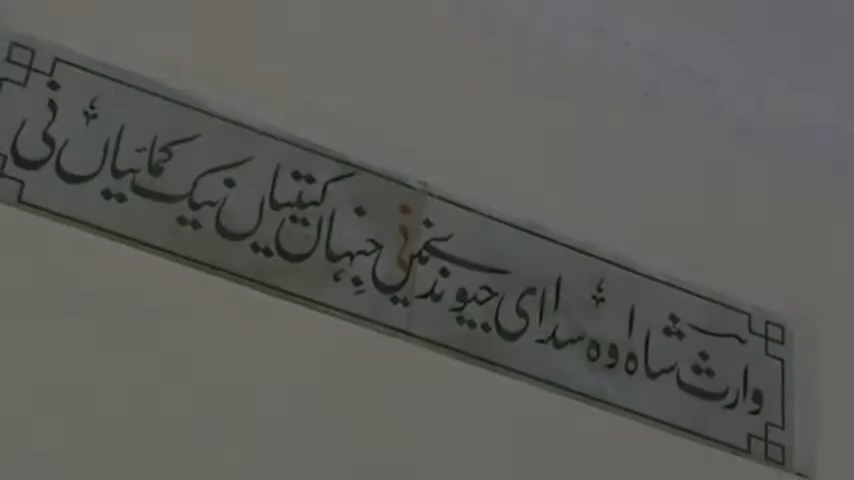 وارث شاہ اوہ سدا ای جیوندے نیں جنہاں کیتیاں نیک کمائیاں نی